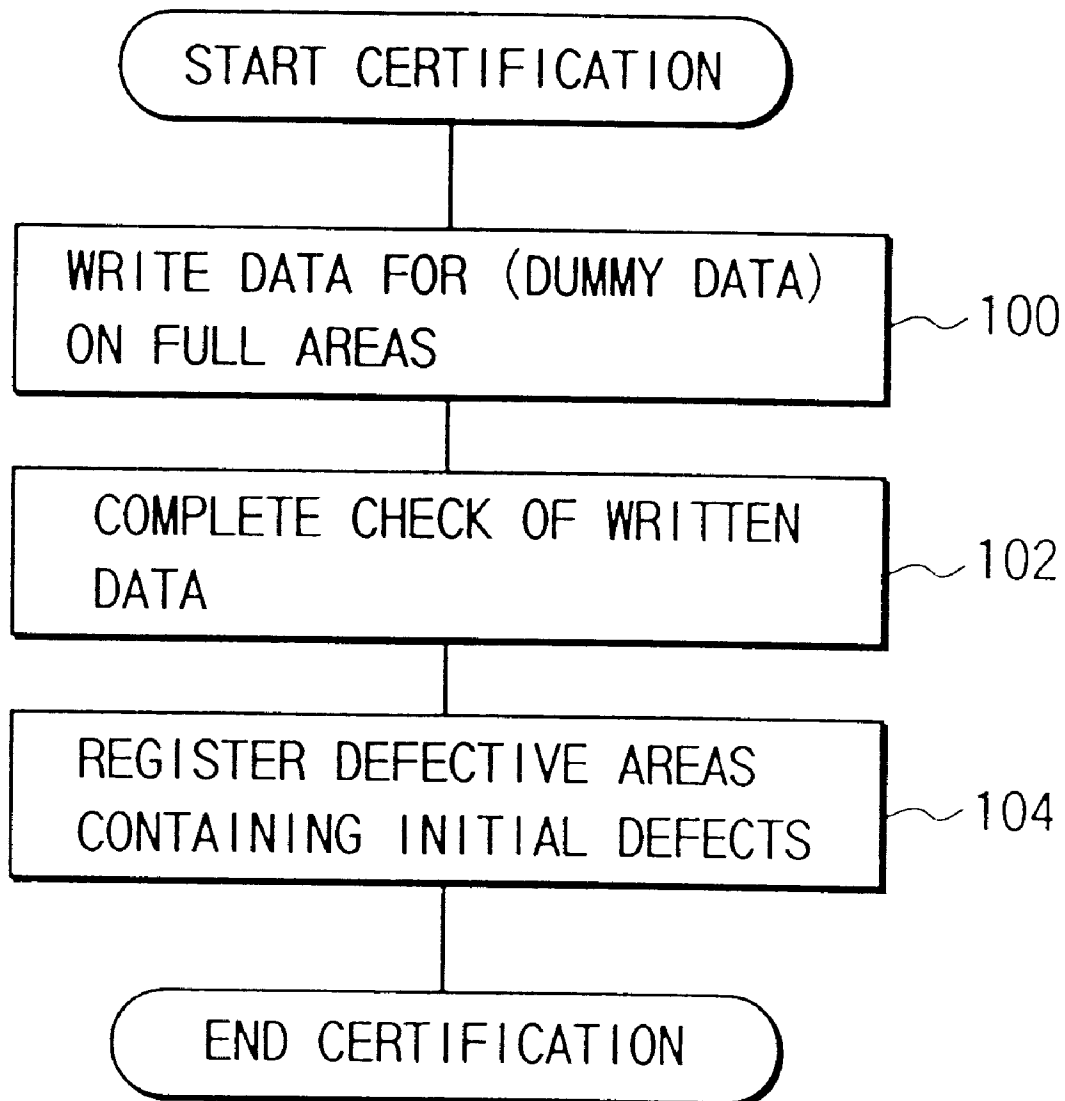 START CERTIFICATION
WRITE DATA FOR (DUMMY DATA)
ON FULL AREAS
100
COMPLETE CHECK OF WRITTEN
DATA
102
REGISTER DEFECTIVE AREAS
CONTAINING INITIAL DEFECTS
104
END CERTIFICATION